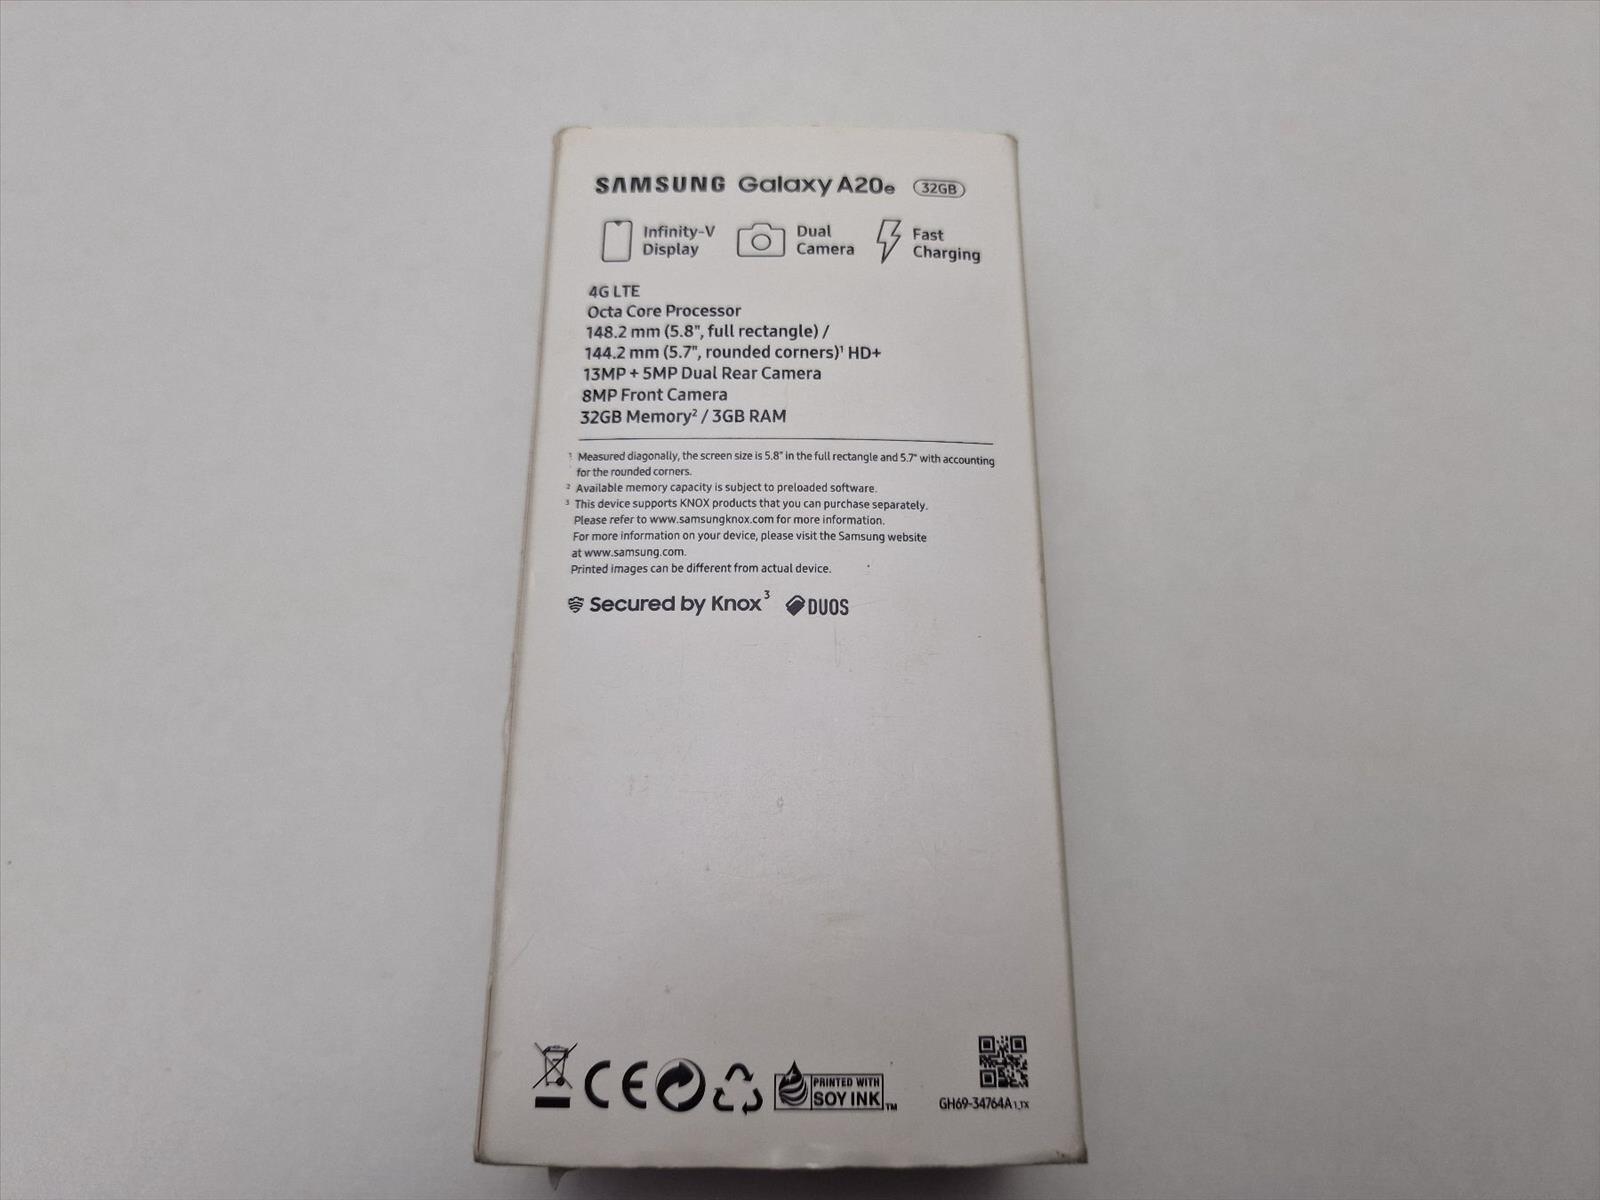 SAMSUNG Galaxy A20e 32GB
Infinity-V Display
Dual Camera
Fast Charging
4G LTE
Octa Core Processor
148.2 mm (5.8", full rectangle) /
144.2 mm (5.7", rounded corners)¹ HD+
13MP + 5MP Dual Rear Camera
8MP Front Camera
32GB Memory² / 3GB RAM
¹ Measured diagonally, the screen size is 5.8" in the full rectangle and 5.7" with accounting
for the rounded corners.
² Available memory capacity is subject to preloaded software.
³ This device supports KNOX products that you can purchase separately.
Please refer to www.samsungknox.com for more information.
For more information on your device, please visit the Samsung website
at www.samsung.com.
Printed images can be different from actual device.
Secured by Knox³ DUOS
CE
PRINTED WITH
SOY INK™
GH69-34764A 1_TX